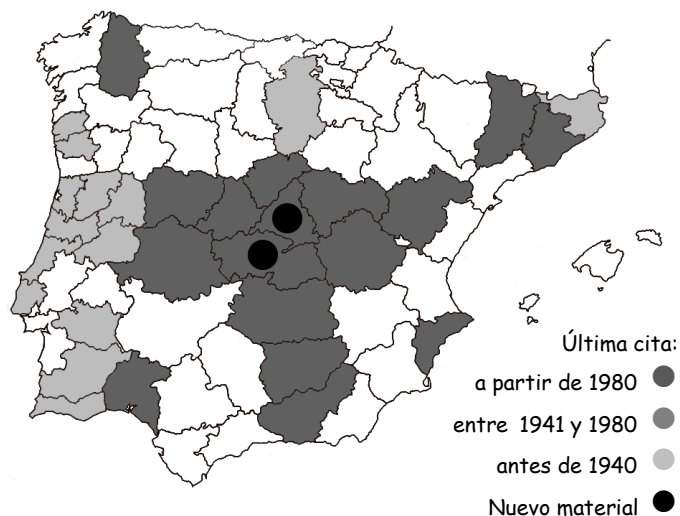 Última cita:
a partir de 1980
entre 1941 y 1980
antes de 1940
Nuevo material